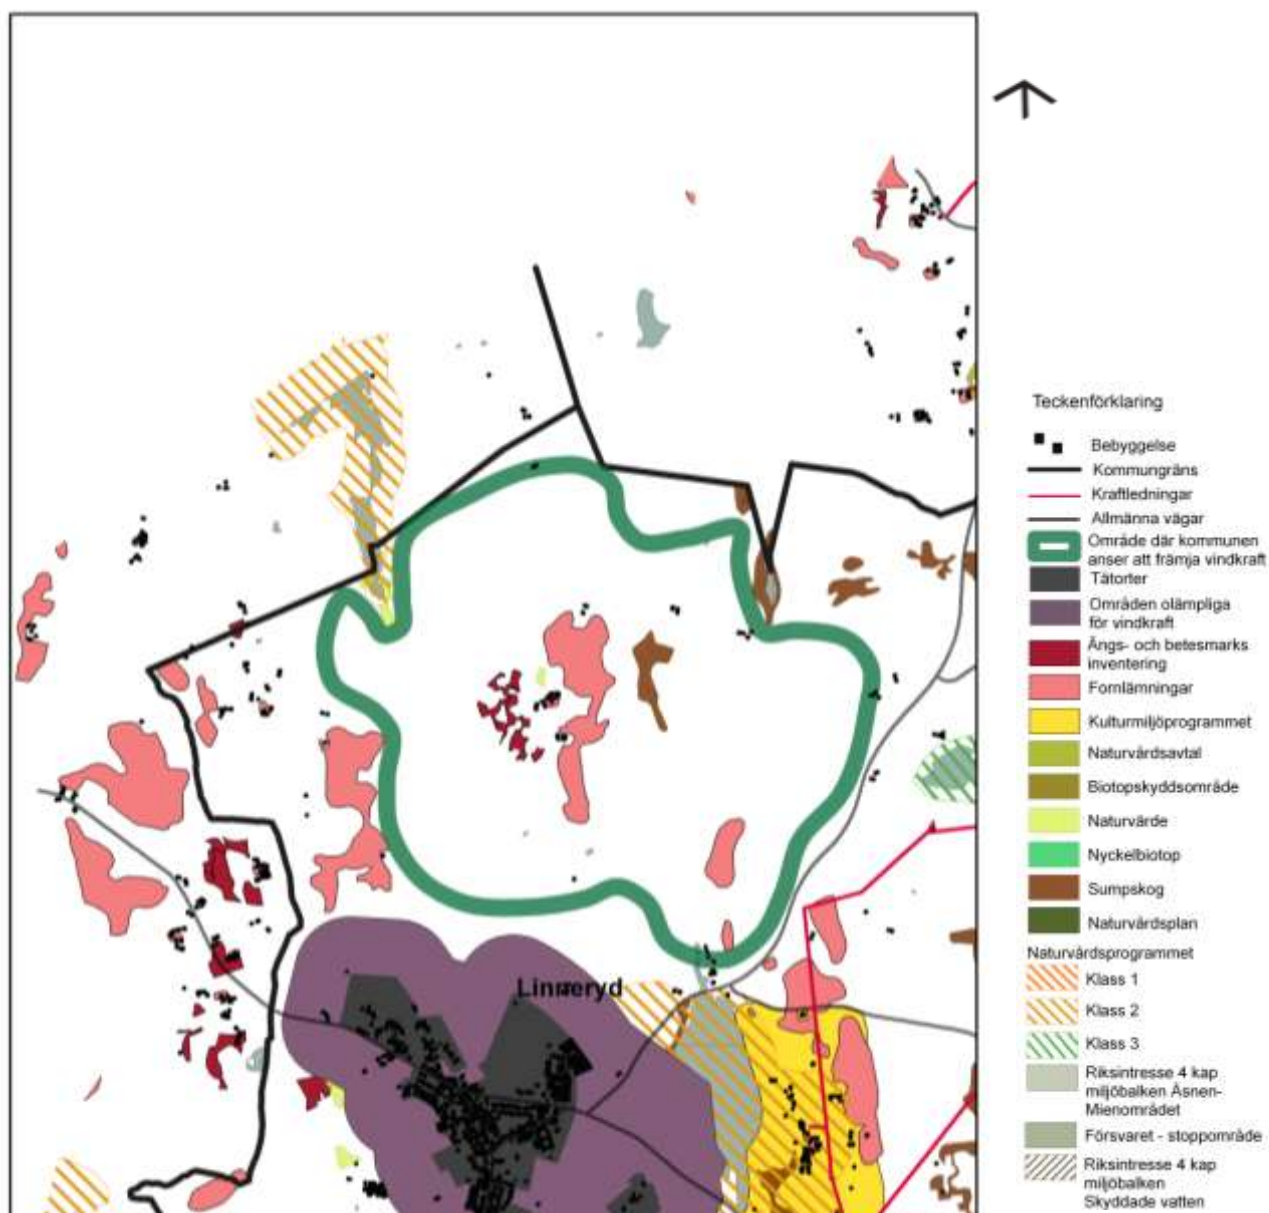 Teckenförklaring
Bebyggelse
Kommungräns
Kraftledningar
Allmänna vägar
Område där kommunen
anser att främja vindkraft
Tätorter
Områden olämpliga
för vindkraft
Ängs- och betesmarks
inventering
Fornlämningar
Kulturmiljöprogrammet
Naturvårdsavtal
Biotopskyddsområde
Naturvärde
Nyckelbiotop
Sumpskog
Naturvårdsplan
Naturvårdsprogrammet
Klass 1
Klass 2
Klass 3
Riksintresse 4 kap
miljöbalken Åsnen-
Mienområdet
Försvaret - stoppområde
Riksintresse 4 kap
miljöbalken
Skyddade vatten
Linneryd